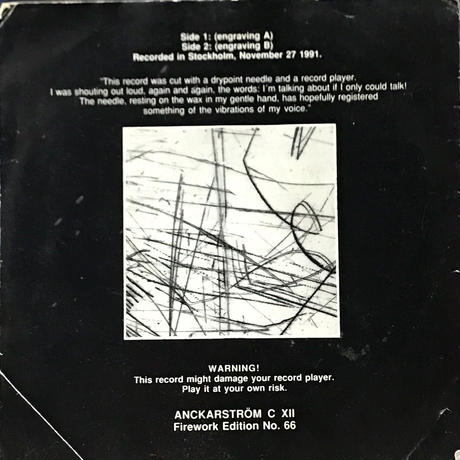 Side 1: (engraving A)
Side 2: (engraving B)
Recorded in Stockholm, November 27 1991.
"This record was cut with a drypoint needle and a record player.
I was shouting out loud, again and again, the words: I´m talking about if I only could talk!
The needle, resting on the wax in my gentle hand, has hopefully registered
something of the vibrations of my voice."
WARNING!
This record might damage your record player.
Play it at your own risk.
ANCKARSTRÖM C XII
Firework Edition No. 66